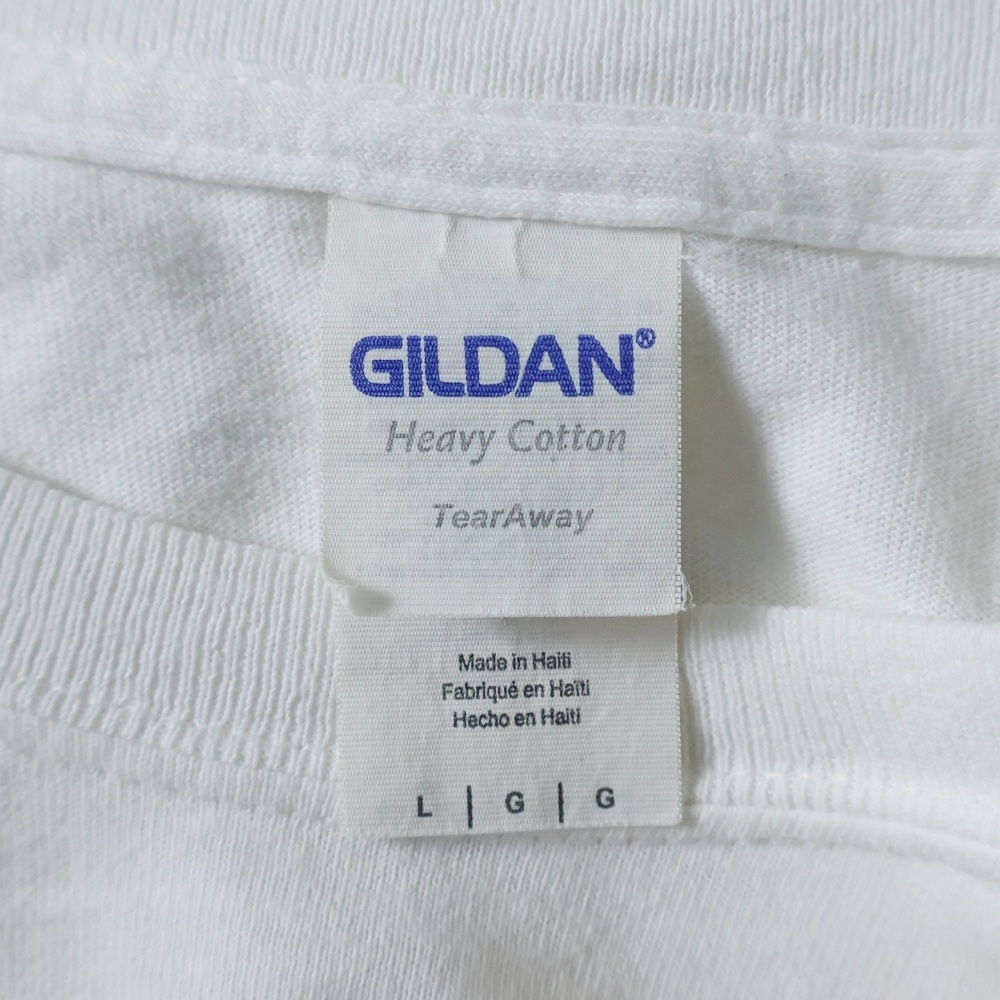 GILDAN®
Heavy Cotton
TearAway
Made in Haiti
Fabriqué en Haïti
Hecho en Haiti
L | G | G